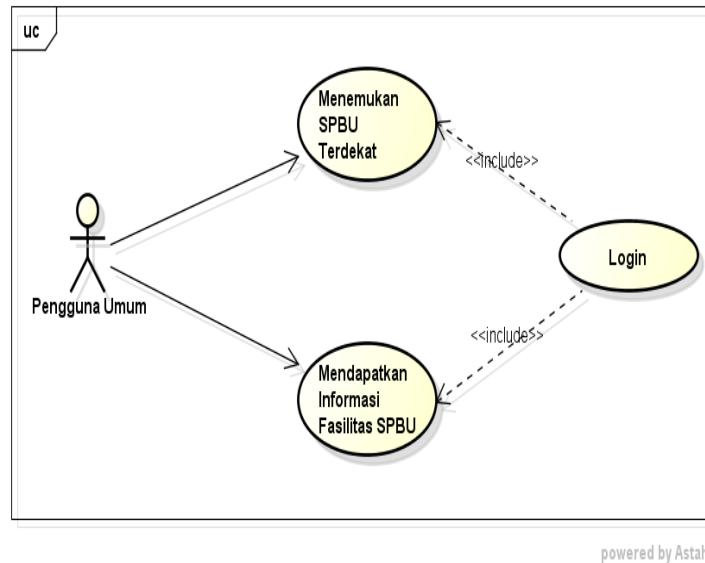 uc
Menemukan
SPBU
Terdekat
<<include>>
Login
Pengguna Umum
<<include>>
Mendapatkan
Informasi
Fasilitas SPBU
powered by Astah